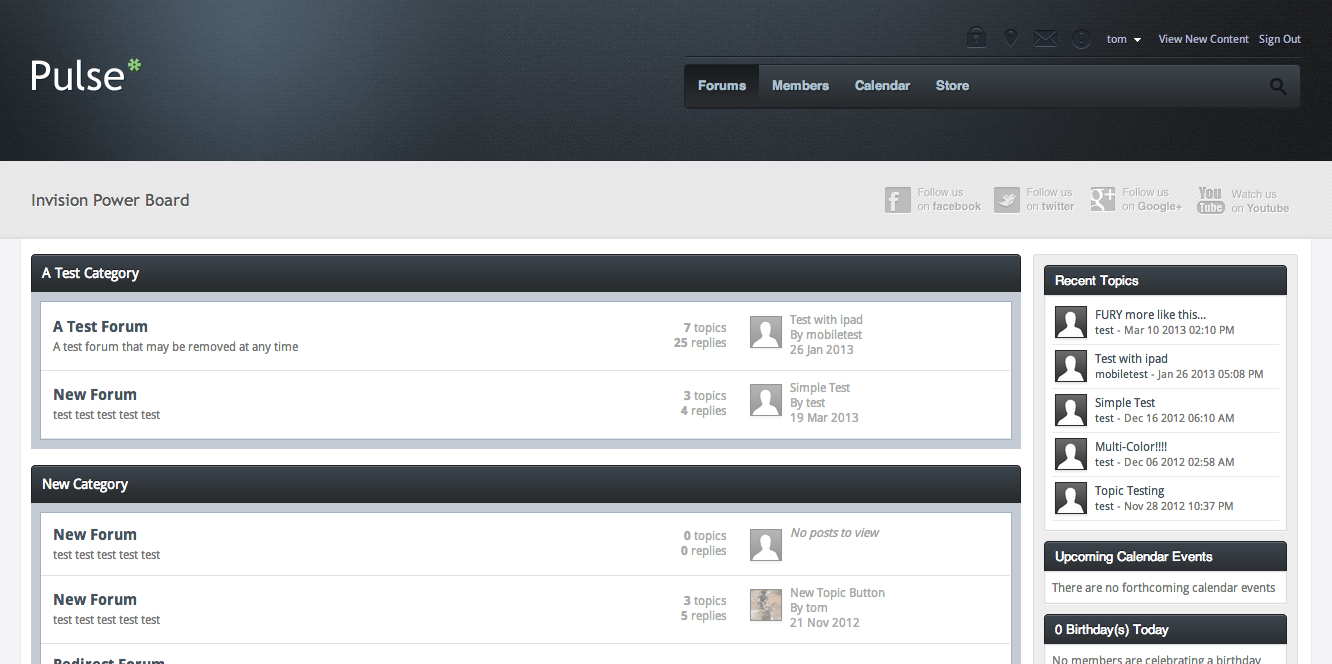 tom
View New Content
Sign Out
Pulse*
Forums
Members
Calendar
Store
Invision Power Board
Follow us
on facebook
Follow us
on twitter
Follow us
on Google+
You
Tube
Watch us
on Youtube
A Test Category
A Test Forum
A test forum that may be removed at any time
7 topics
25 replies
Test with ipad
By mobiletest
26 Jan 2013
New Forum
test test test test test
3 topics
4 replies
Simple Test
By test
19 Mar 2013
New Category
New Forum
test test test test test
0 topics
0 replies
No posts to view
New Forum
test test test test test
3 topics
5 replies
New Topic Button
By tom
21 Nov 2012
Redirect Forum
Recent Topics
FURY more like this...
test - Mar 10 2013 02:10 PM
Test with ipad
mobiletest - Jan 26 2013 05:08 PM
Simple Test
test - Dec 16 2012 06:10 AM
Multi-Color!!!!
test - Dec 06 2012 02:58 AM
Topic Testing
test - Nov 28 2012 10:37 PM
Upcoming Calendar Events
There are no forthcoming calendar events
0 Birthday(s) Today
No members are celebrating a birthday